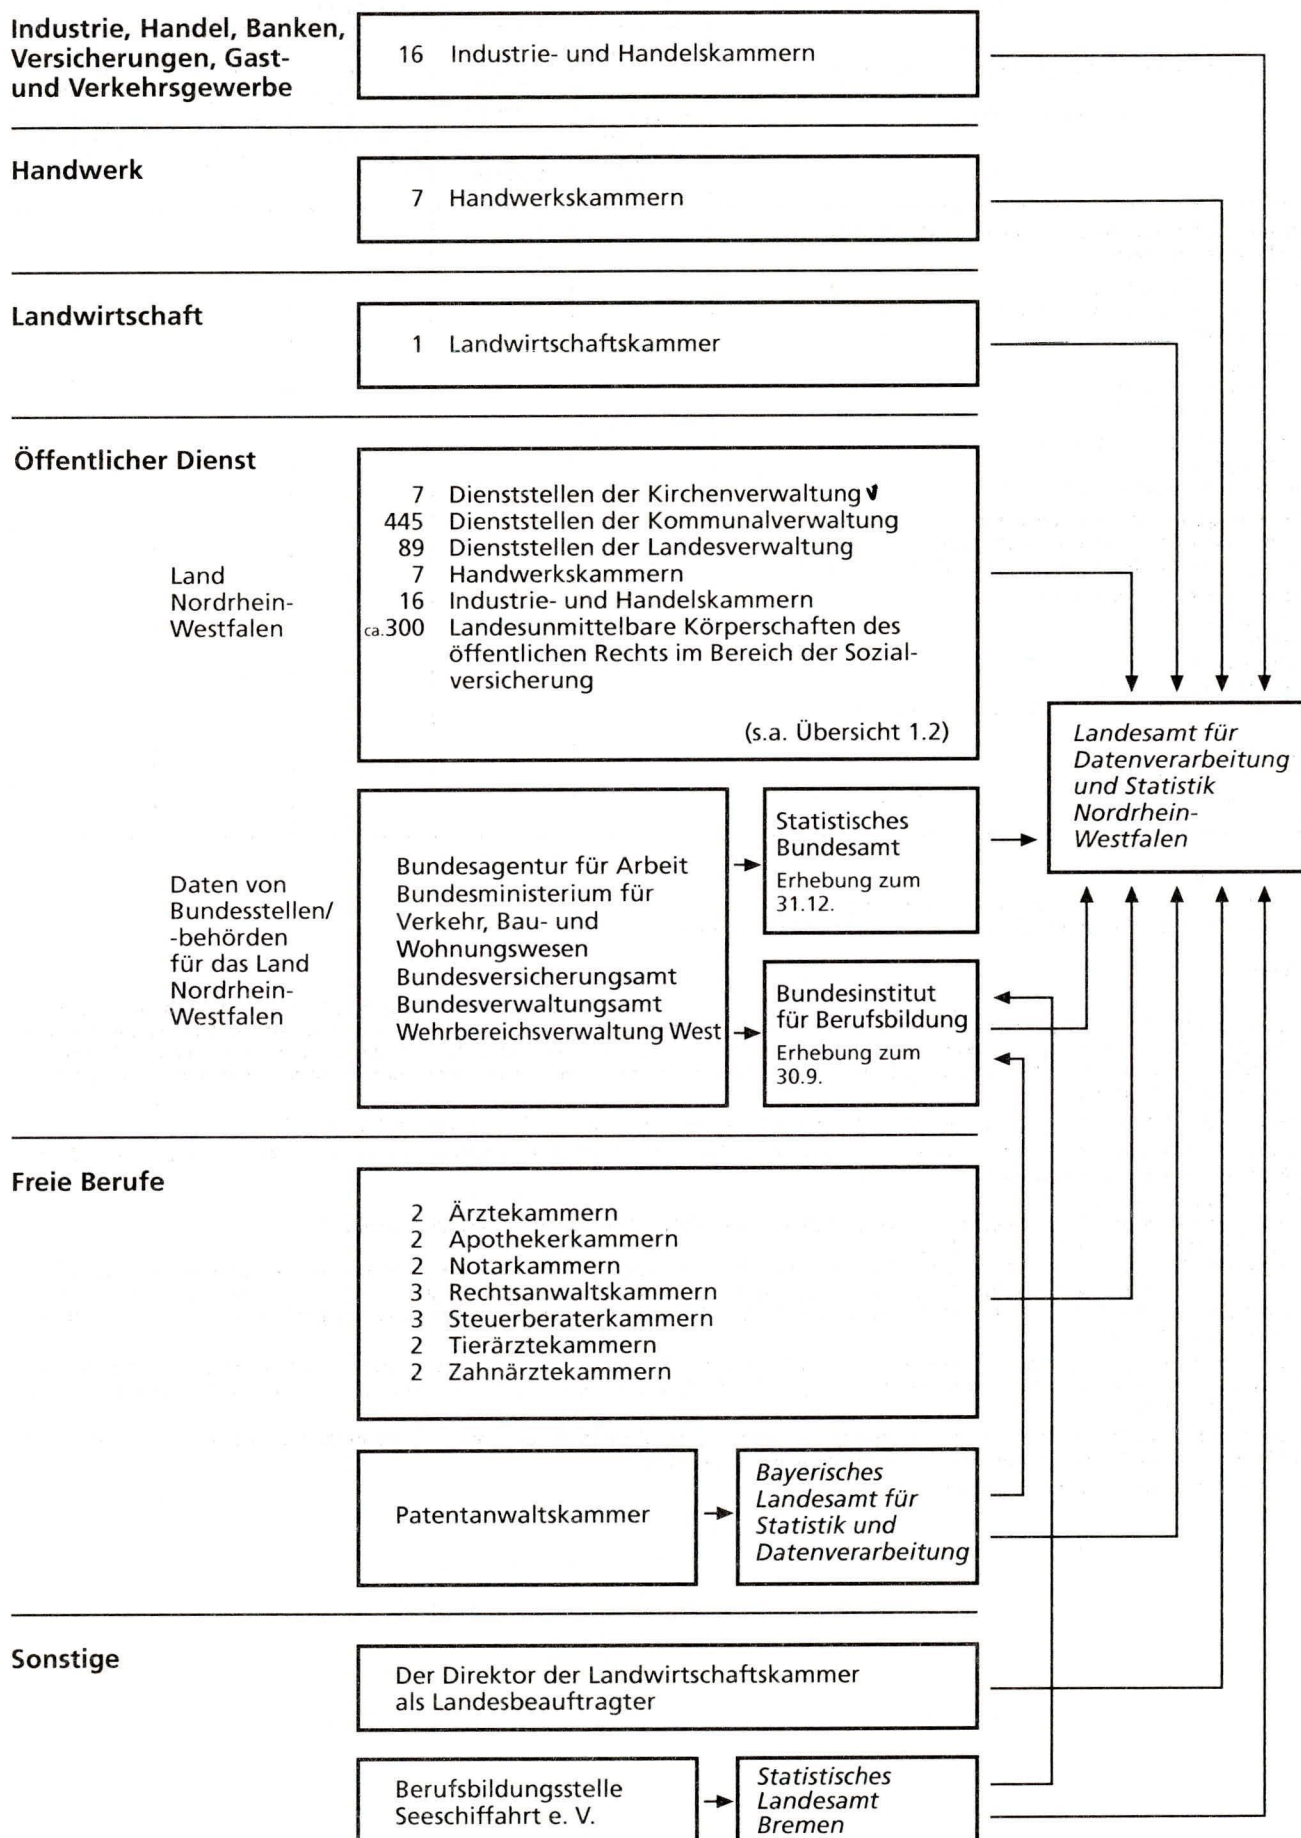 Industrie, Handel, Banken,
Versicherungen, Gast-
und Verkehrsgewerbe
16 Industrie- und Handelskammern
Handwerk
7 Handwerkskammern
Landwirtschaft
1 Landwirtschaftskammer
Öffentlicher Dienst
Land
Nordrhein-
Westfalen
7 Dienststellen der Kirchenverwaltung
445 Dienststellen der Kommunalverwaltung
89 Dienststellen der Landesverwaltung
7 Handwerkskammern
16 Industrie- und Handelskammern
ca.300 Landesunmittelbare Körperschaften des
öffentlichen Rechts im Bereich der Sozial-
versicherung
(s.a. Übersicht 1.2)
Landesamt für
Datenverarbeitung
und Statistik
Nordrhein-
Westfalen
Daten von
Bundesstellen/
-behörden
für das Land
Nordrhein-
Westfalen
Bundesagentur für Arbeit
Bundesministerium für
Verkehr, Bau- und
Wohnungswesen
Bundesversicherungsamt
Bundesverwaltungsamt
Wehrbereichsverwaltung West
Statistisches
Bundesamt
Erhebung zum
31.12.
Bundesinstitut
für Berufsbildung
Erhebung zum
30.9.
Freie Berufe
2 Ärztekammern
2 Apothekerkammern
2 Notarkammern
3 Rechtsanwaltskammern
3 Steuerberaterkammern
2 Tierärztekammern
2 Zahnärztekammern
Patentanwaltskammer
Bayerisches
Landesamt für
Statistik und
Datenverarbeitung
Sonstige
Der Direktor der Landwirtschaftskammer
als Landesbeauftragter
Berufsbildungsstelle
Seeschiffahrt e. V.
Statistisches
Landesamt
Bremen